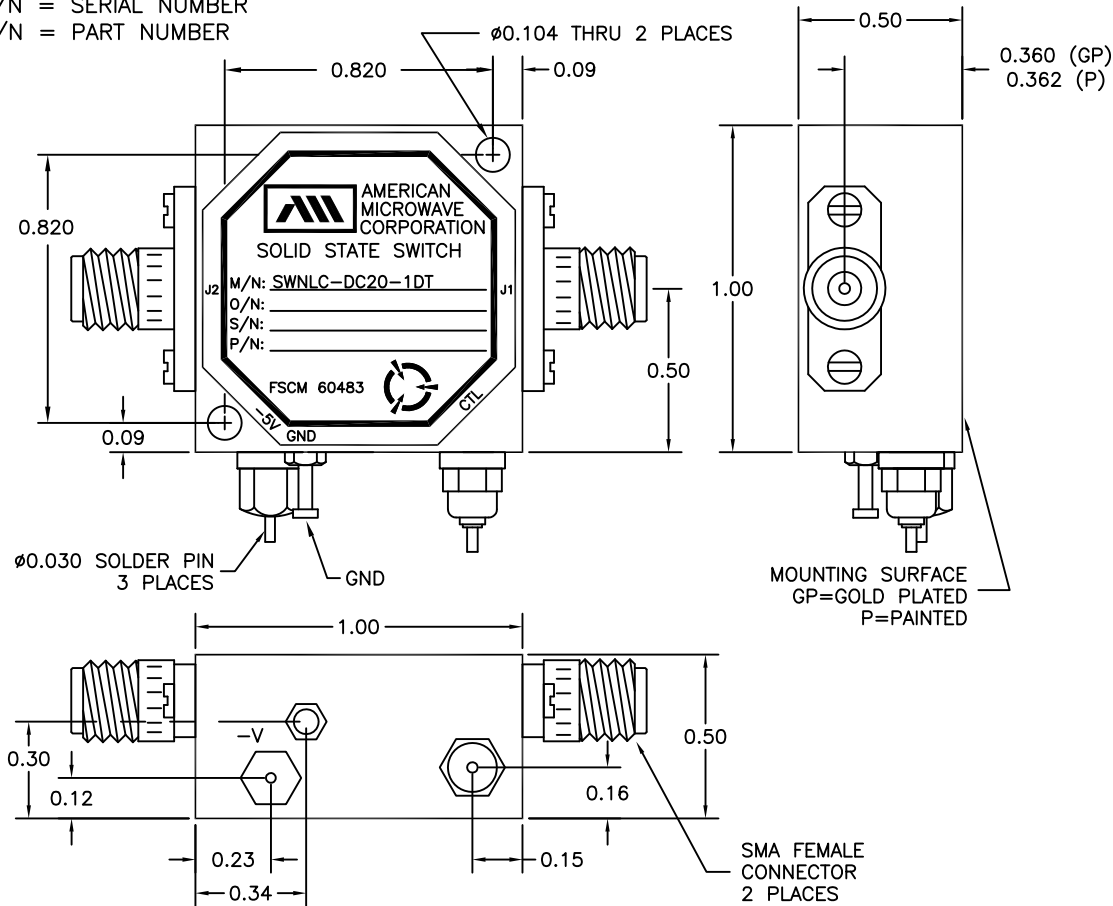 /N = SERIAL NUMBER
/N = PART NUMBER
ø0.104 THRU 2 PLACES
0.50
0.820
0.09
0.360 (GP)
0.362 (P)
0.820
AMERICAN
MICROWAVE
CORPORATION
SOLID STATE SWITCH
M/N: SWNLC-DC20-1DT
O/N:
S/N:
P/N:
J2
J1
FSCM 60483
-5V
GND
CTL
1.00
0.50
0.09
ø0.030 SOLDER PIN
3 PLACES
GND
MOUNTING SURFACE
GP=GOLD PLATED
P=PAINTED
1.00
-V
0.30
0.12
0.50
0.16
0.23
0.15
0.34
SMA FEMALE
CONNECTOR
2 PLACES